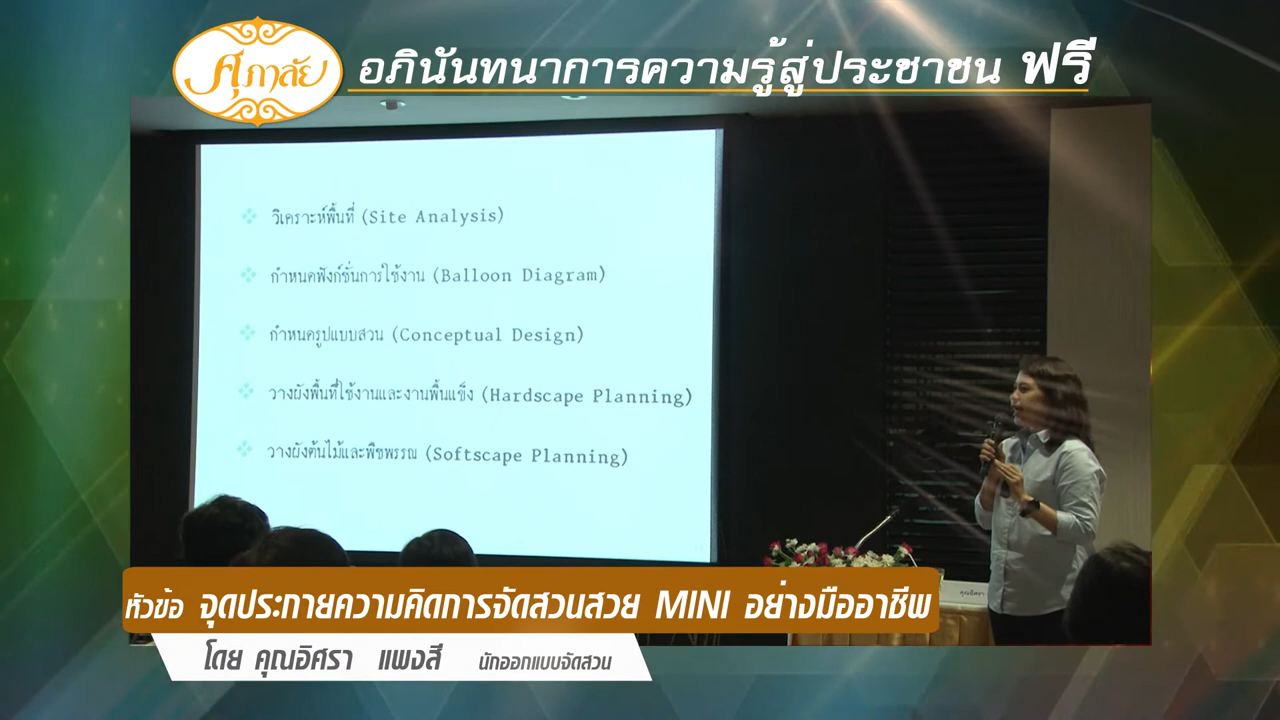 ศุภาลัย
อภินันทนาการความรู้สู่ประชาชน ฟรี
วิเคราะห์พื้นที่ (Site Analysis)
กำหนดฟังก์ชั่นการใช้งาน (Balloon Diagram)
กำหนดรูปแบบสวน (Conceptual Design)
วางผังพื้นที่ใช้งานและงานพื้นแข็ง (Hardscape Planning)
วางผังต้นไม้และพืชพรรณ (Softscape Planning)
คุณอิศรา
หัวข้อ จุดประกายความคิดการจัดสวนสวย MINI อย่างมืออาชีพ
โดย คุณอิศรา แพงสี นักออกแบบจัดสวน